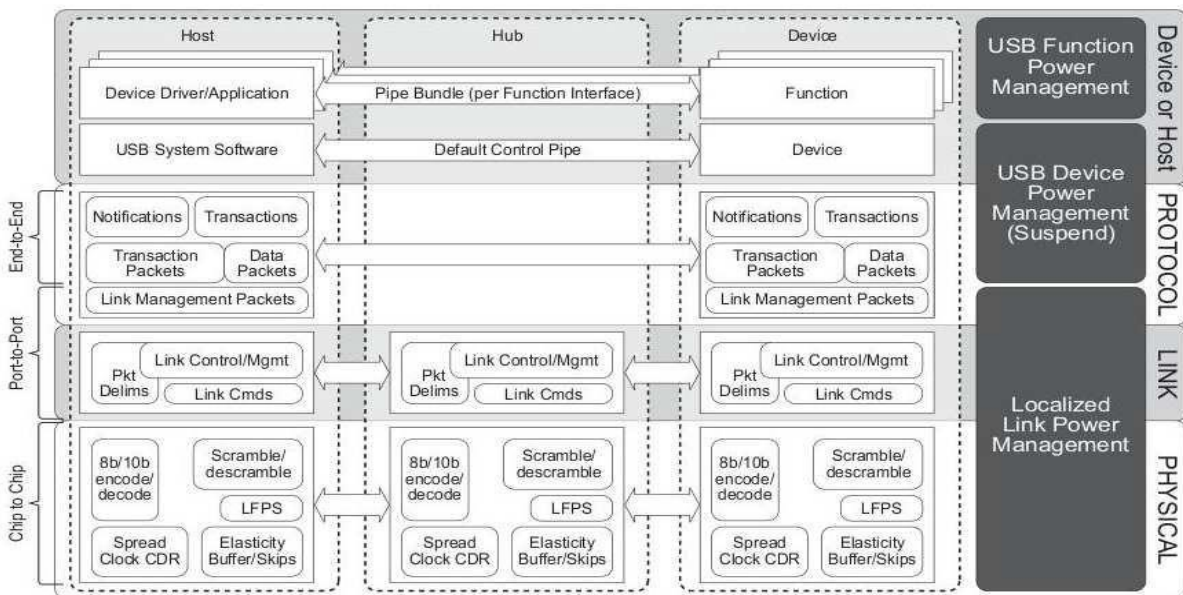 Host
Hub
Device
Device Driver/Application
Pipe Bundle (per Function Interface)
Function
USB System Software
Default Control Pipe
Device
USB Function
Power
Management
Device or Host
End-to-End
Notifications
Transactions
Transaction
Packets
Data
Packets
Link Management Packets
Notifications
Transactions
Transaction
Packets
Data
Packets
Link Management Packets
USB Device
Power
Management
(Suspend)
PROTOCOL
Port-to-Port
Pkt
Delims
Link Control/Mgmt
Link Cmds
Pkt
Delims
Link Control/Mgmt
Link Cmds
Pkt
Delims
Link Control/Mgmt
Link Cmds
LINK
Localized
Link Power
Management
Chip to Chip
8b/10b
encode/
decode
Scramble/
descramble
LFPS
Spread
Clock CDR
Elasticity
Buffer/Skips
8b/10b
encode/
decode
Scramble/
descramble
LFPS
Spread
Clock CDR
Elasticity
Buffer/Skips
8b/10b
encode/
decode
Scramble/
descramble
LFPS
Spread
Clock CDR
Elasticity
Buffer/Skips
PHYSICAL